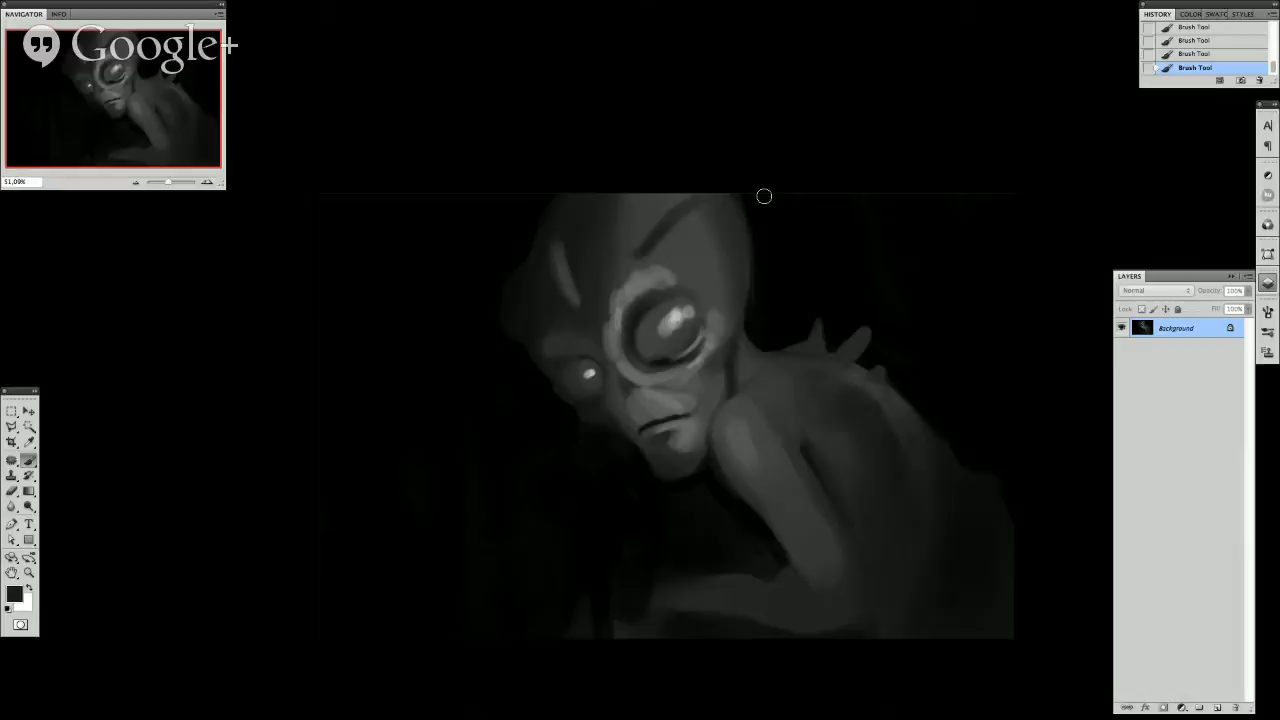 NAVIGATOR INFO
Google+
51,09%
HISTORY COLOR SWATC STYLES
Brush Tool
Brush Tool
Brush Tool
Brush Tool
LAYERS
Normal Opacity: 100%
Lock: Fill: 100%
Background